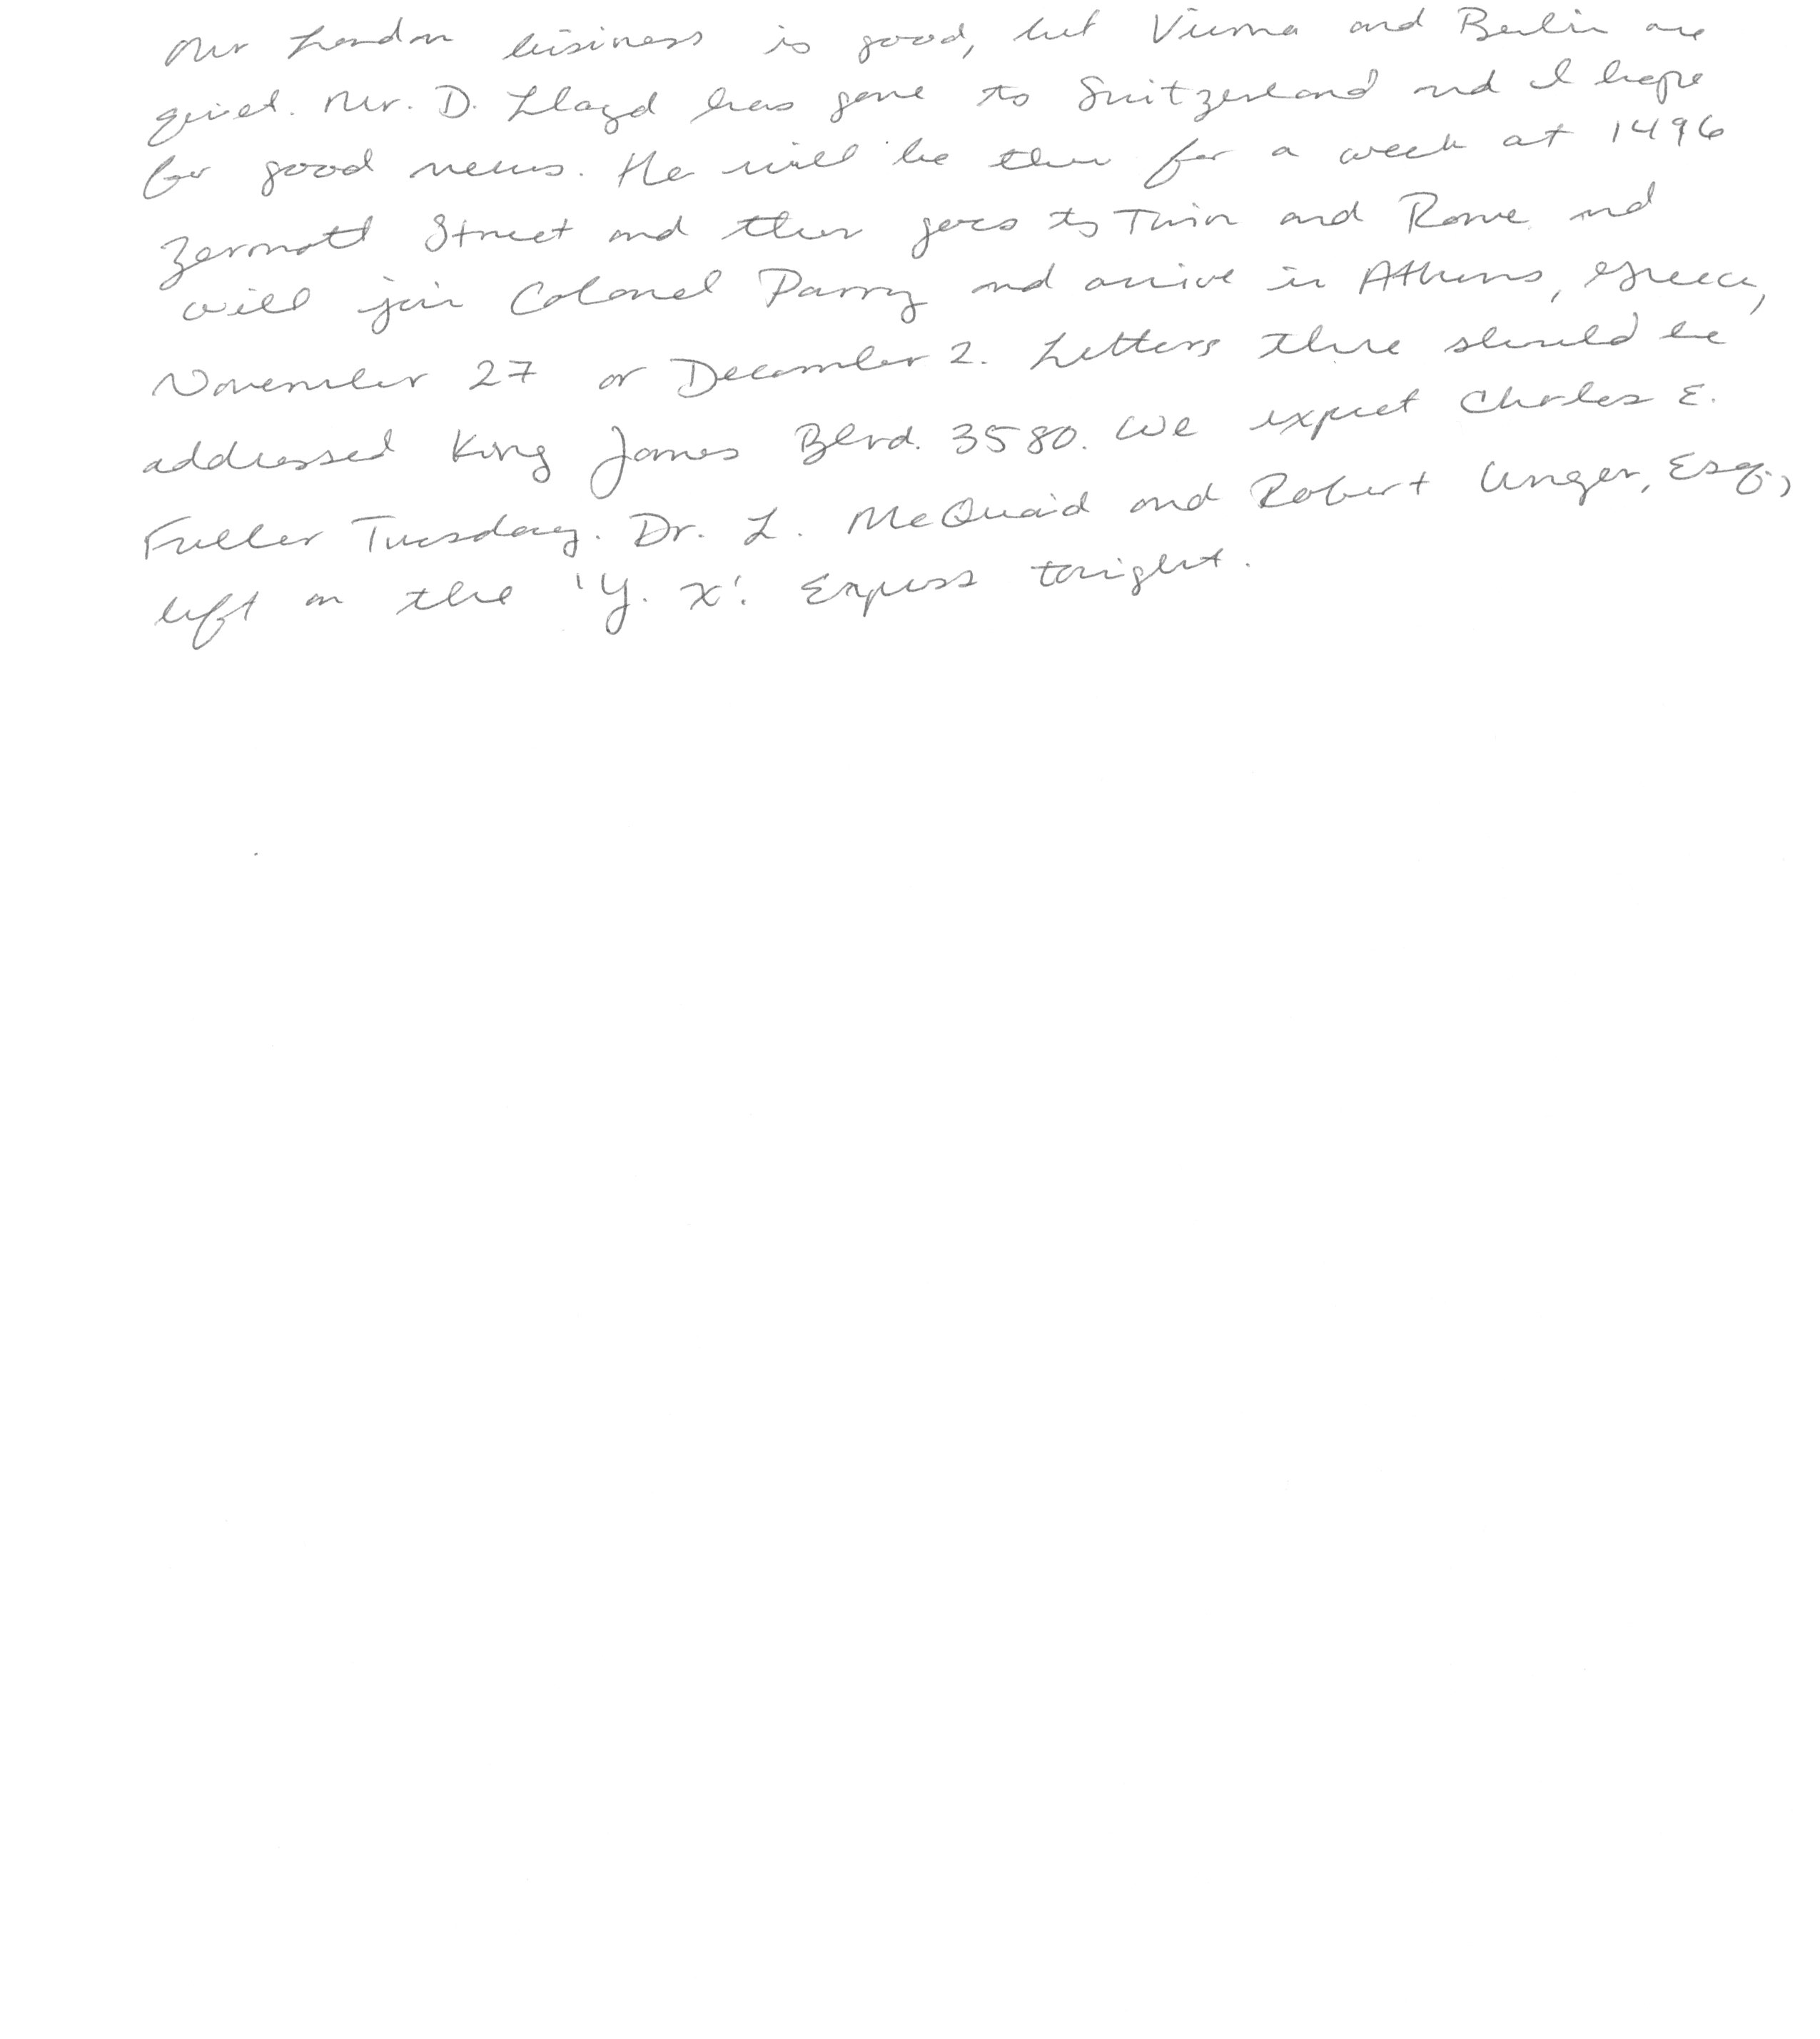 Our London business is good, but Vienna and Berlin are
quiet. Mr. D. Lloyd has gone to Switzerland and I hope
for good news. He will be there for a week at 1496
Zermott Street and then goes to Turin and Rome and
will join Colonel Parry and arrive in Athens, Greece,
November 27 or December 2. Letters there should be
addressed King James Blvd. 3580. We expect Charles E.
Fuller Tuesday. Dr. L. McQuaid and Robert Unger, Esq.,
left on the 'Y. X.' Express tonight.